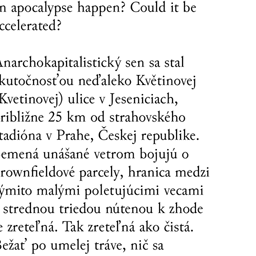 n apocalypse happen? Could it be
ccelerated?
Anarchokapitalistický sen sa stal
kutočnosťou neďaleko Květinovej
Kvetinovej) ulice v Jeseniciach,
ribližne 25 km od strahovského
tadióna v Prahe, Českej republike.
emená unášané vetrom bojujú o
rownfieldové parcely, hranica medzi
ýmito malými poletujúcimi vecami
strednou triedou nútenou k zhode
e zreteľná. Tak zreteľná ako čistá.
Bežať po umelej tráve, nič sa